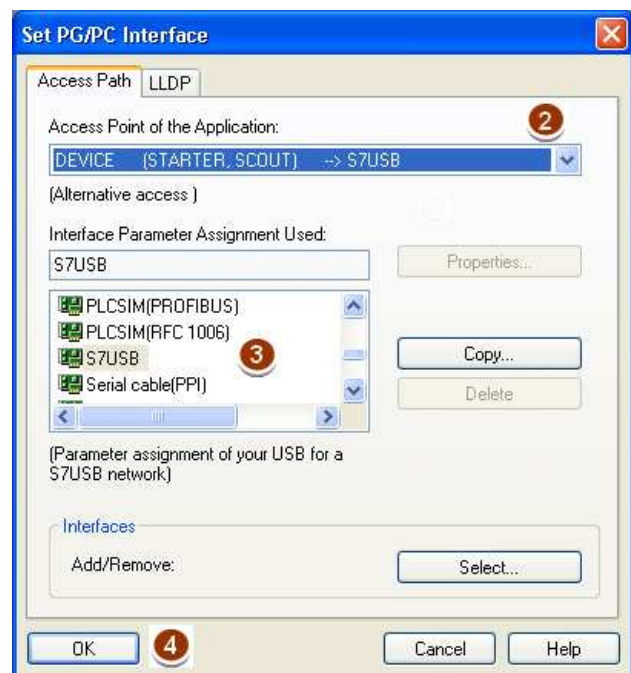 Set PG/PC Interface
Access Path LLDP
Access Point of the Application:
2
DEVICE (STARTER, SCOUT) --> S7USB
(Alternative access )
Interface Parameter Assignment Used:
S7USB
Properties...
PLCSIM(PROFIBUS)
PLCSIM(RFC 1006)
S7USB
3
Serial cable(PPI)
Copy...
Delete
(Parameter assignment of your USB for a
S7USB network)
Interfaces
Add/Remove:
Select...
OK
4
Cancel
Help